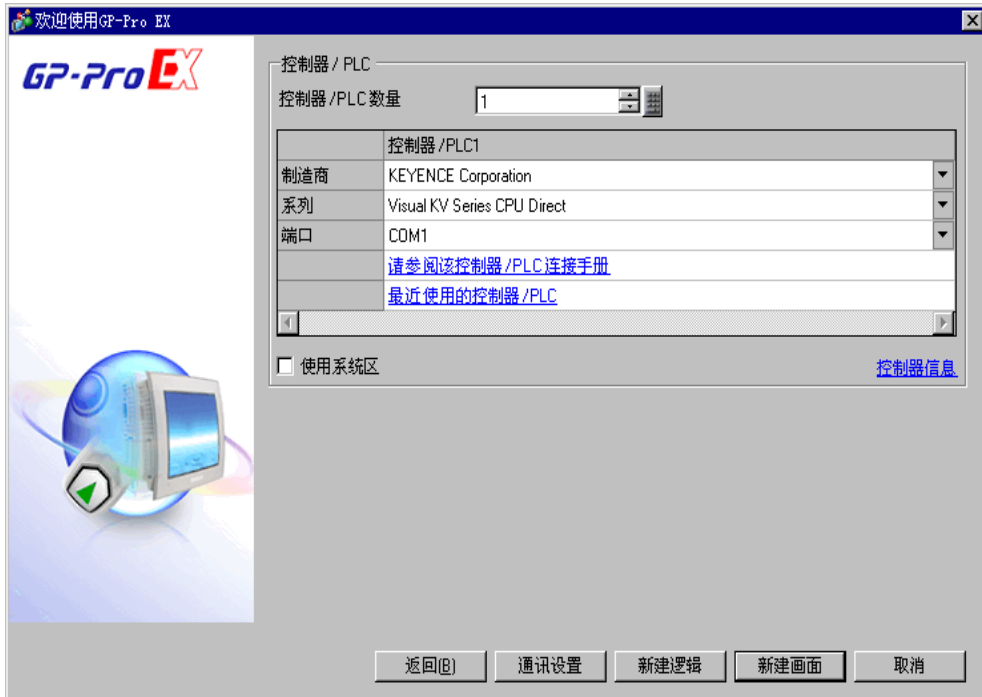 欢迎使用GP-Pro EX
GP-Pro EX
控制器 / PLC
控制器 /PLC 数量 1
控制器 /PLC1
制造商 KEYENCE Corporation
系列 Visual KV Series CPU Direct
端口 COM1
请参阅该控制器 /PLC 连接手册
最近使用的控制器 /PLC
使用系统区 控制器信息
返回(B) 通讯设置 新建逻辑 新建画面 取消